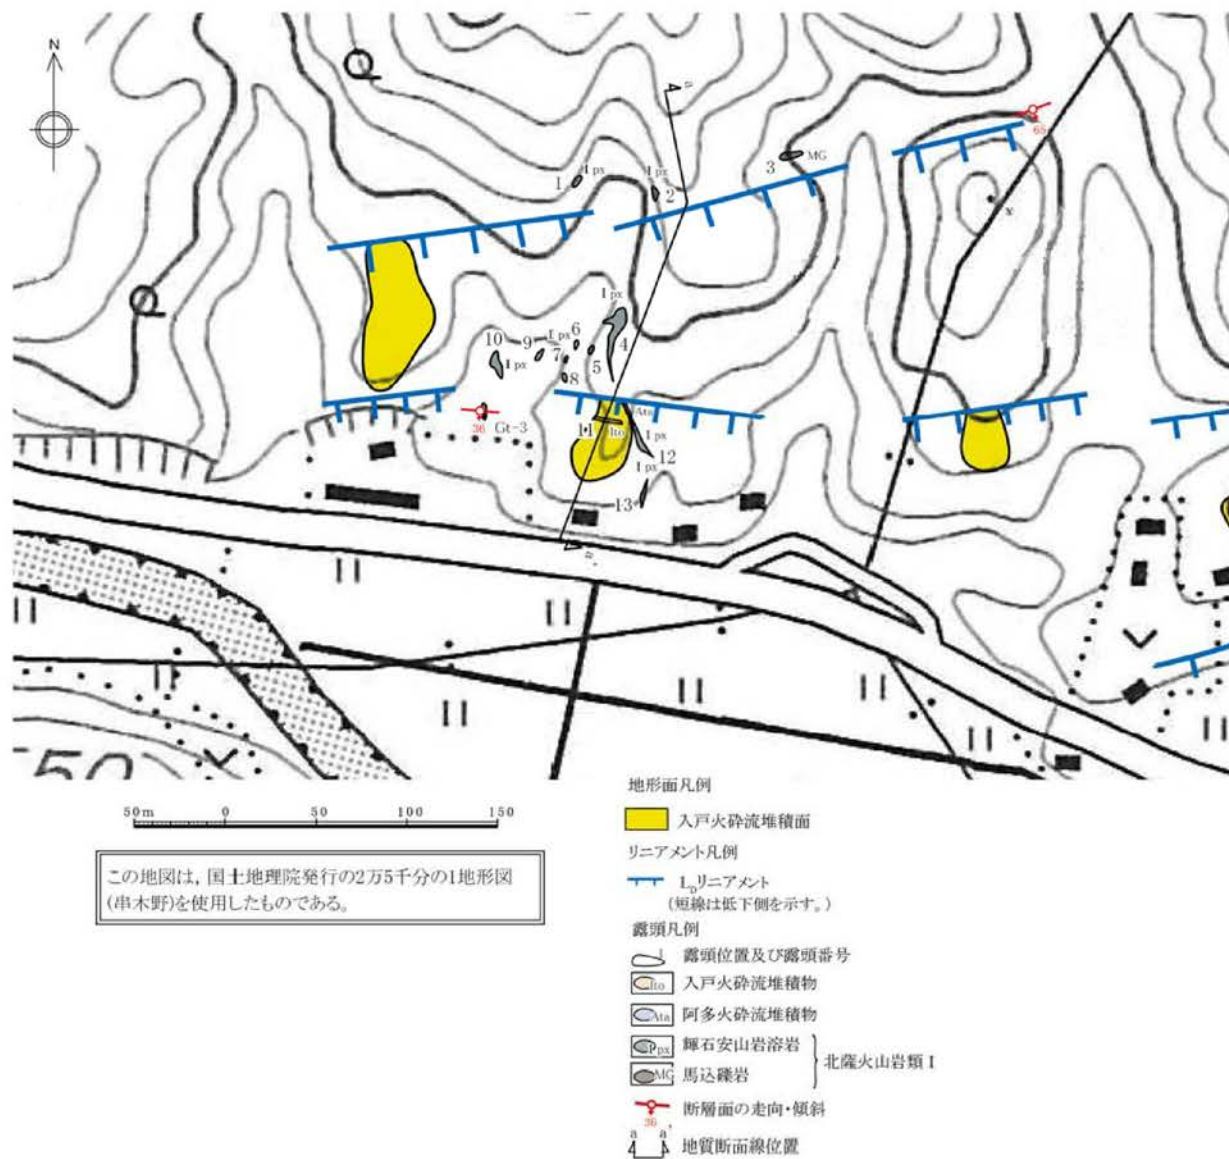 N
a
65
3 MG
1 I px
I px
2
x
I px
4
I px 6
5
7
8
9
10
I px
36
Gt-3
Ata
11
Ito
I px
12
I px
13
a'
50m 0 50 100 150
この地図は，国土地理院発行の2万5千分の1地形図
(串木野)を使用したものである。
地形面凡例
入戸火砕流堆積面
リニアメント凡例
LDリニアメント
(短線は低下側を示す。)
露頭凡例
1 露頭位置及び露頭番号
Ito 入戸火砕流堆積物
Ata 阿多火砕流堆積物
Ppx 輝石安山岩溶岩
MG 馬込礫岩
北薩火山岩類 I
36 断層面の走向・傾斜
a a' 地質断面線位置